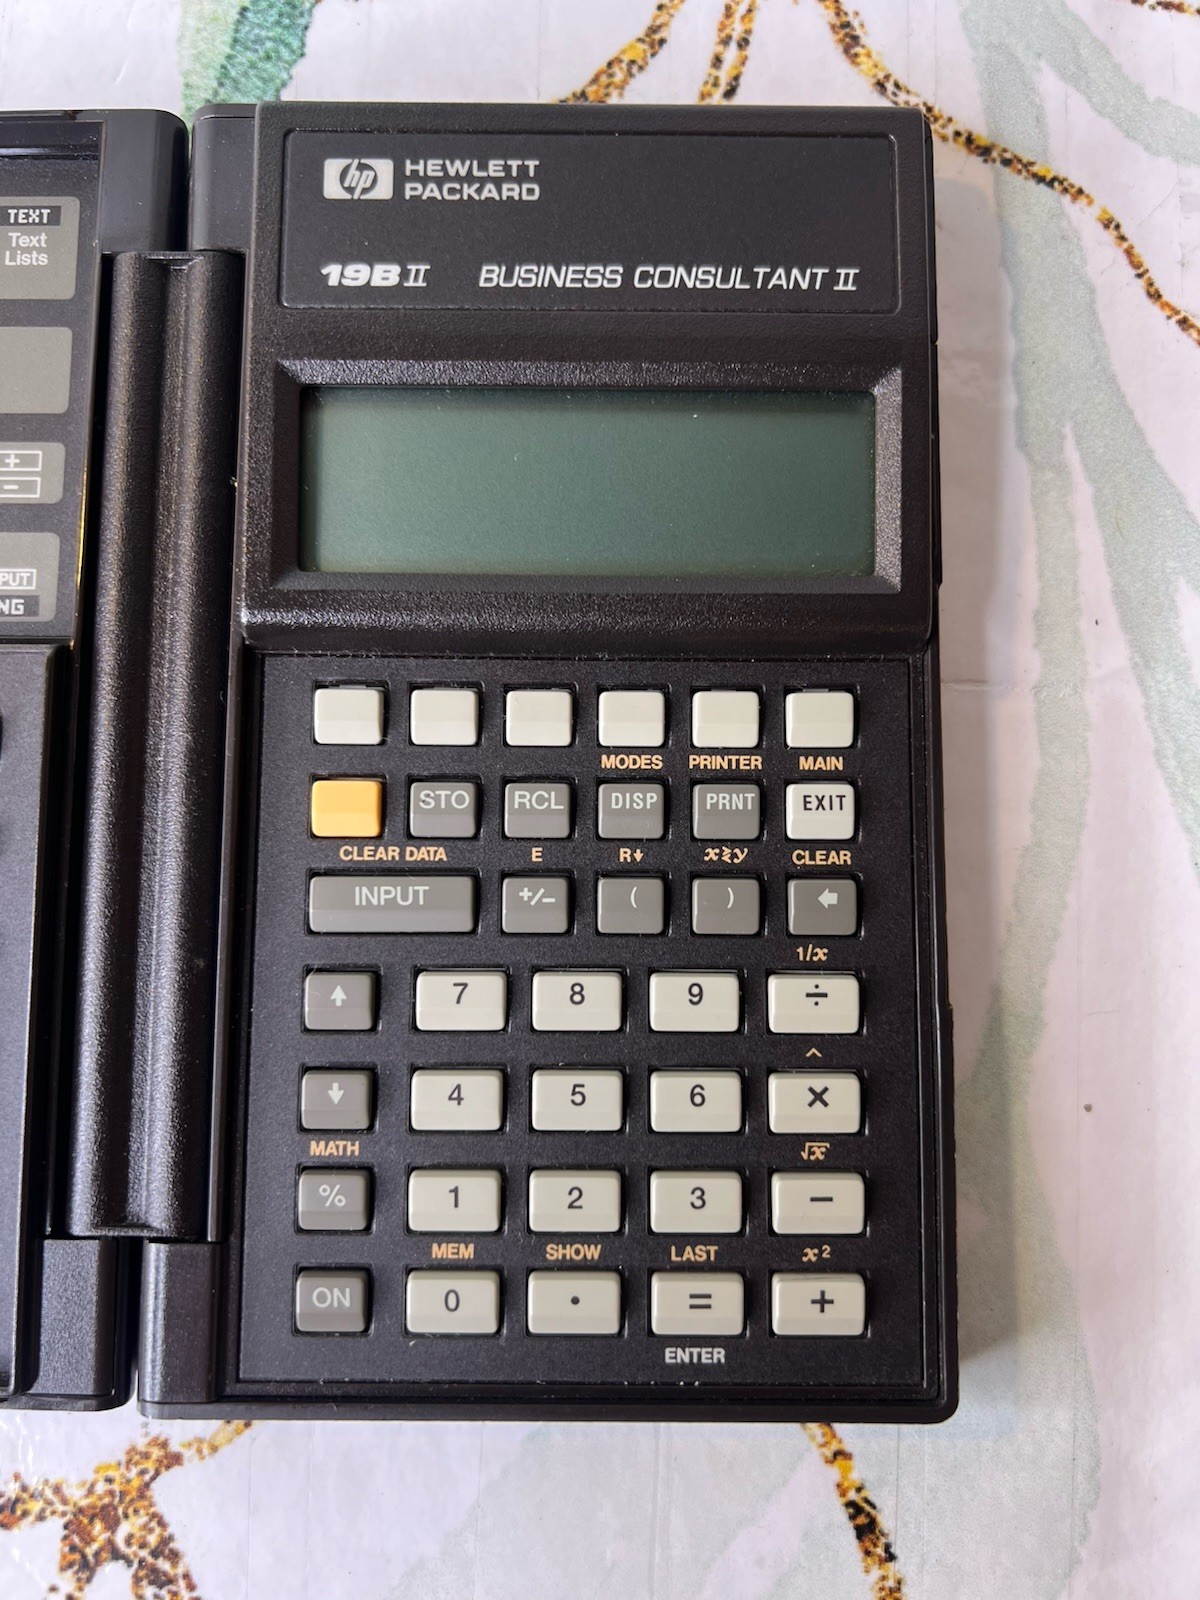 TEXT
Text
Lists
+
−
PUT
NG
hp HEWLETT
PACKARD
19B II BUSINESS CONSULTANT II
MODES PRINTER MAIN
STO RCL DISP PRNT EXIT
CLEAR DATA E R↓ x≷y CLEAR
INPUT +/− ( ) ←
1/x
↑ 7 8 9 ÷
^
↓ 4 5 6 ×
MATH √x
% 1 2 3 −
MEM SHOW LAST x²
ON 0 . = +
ENTER